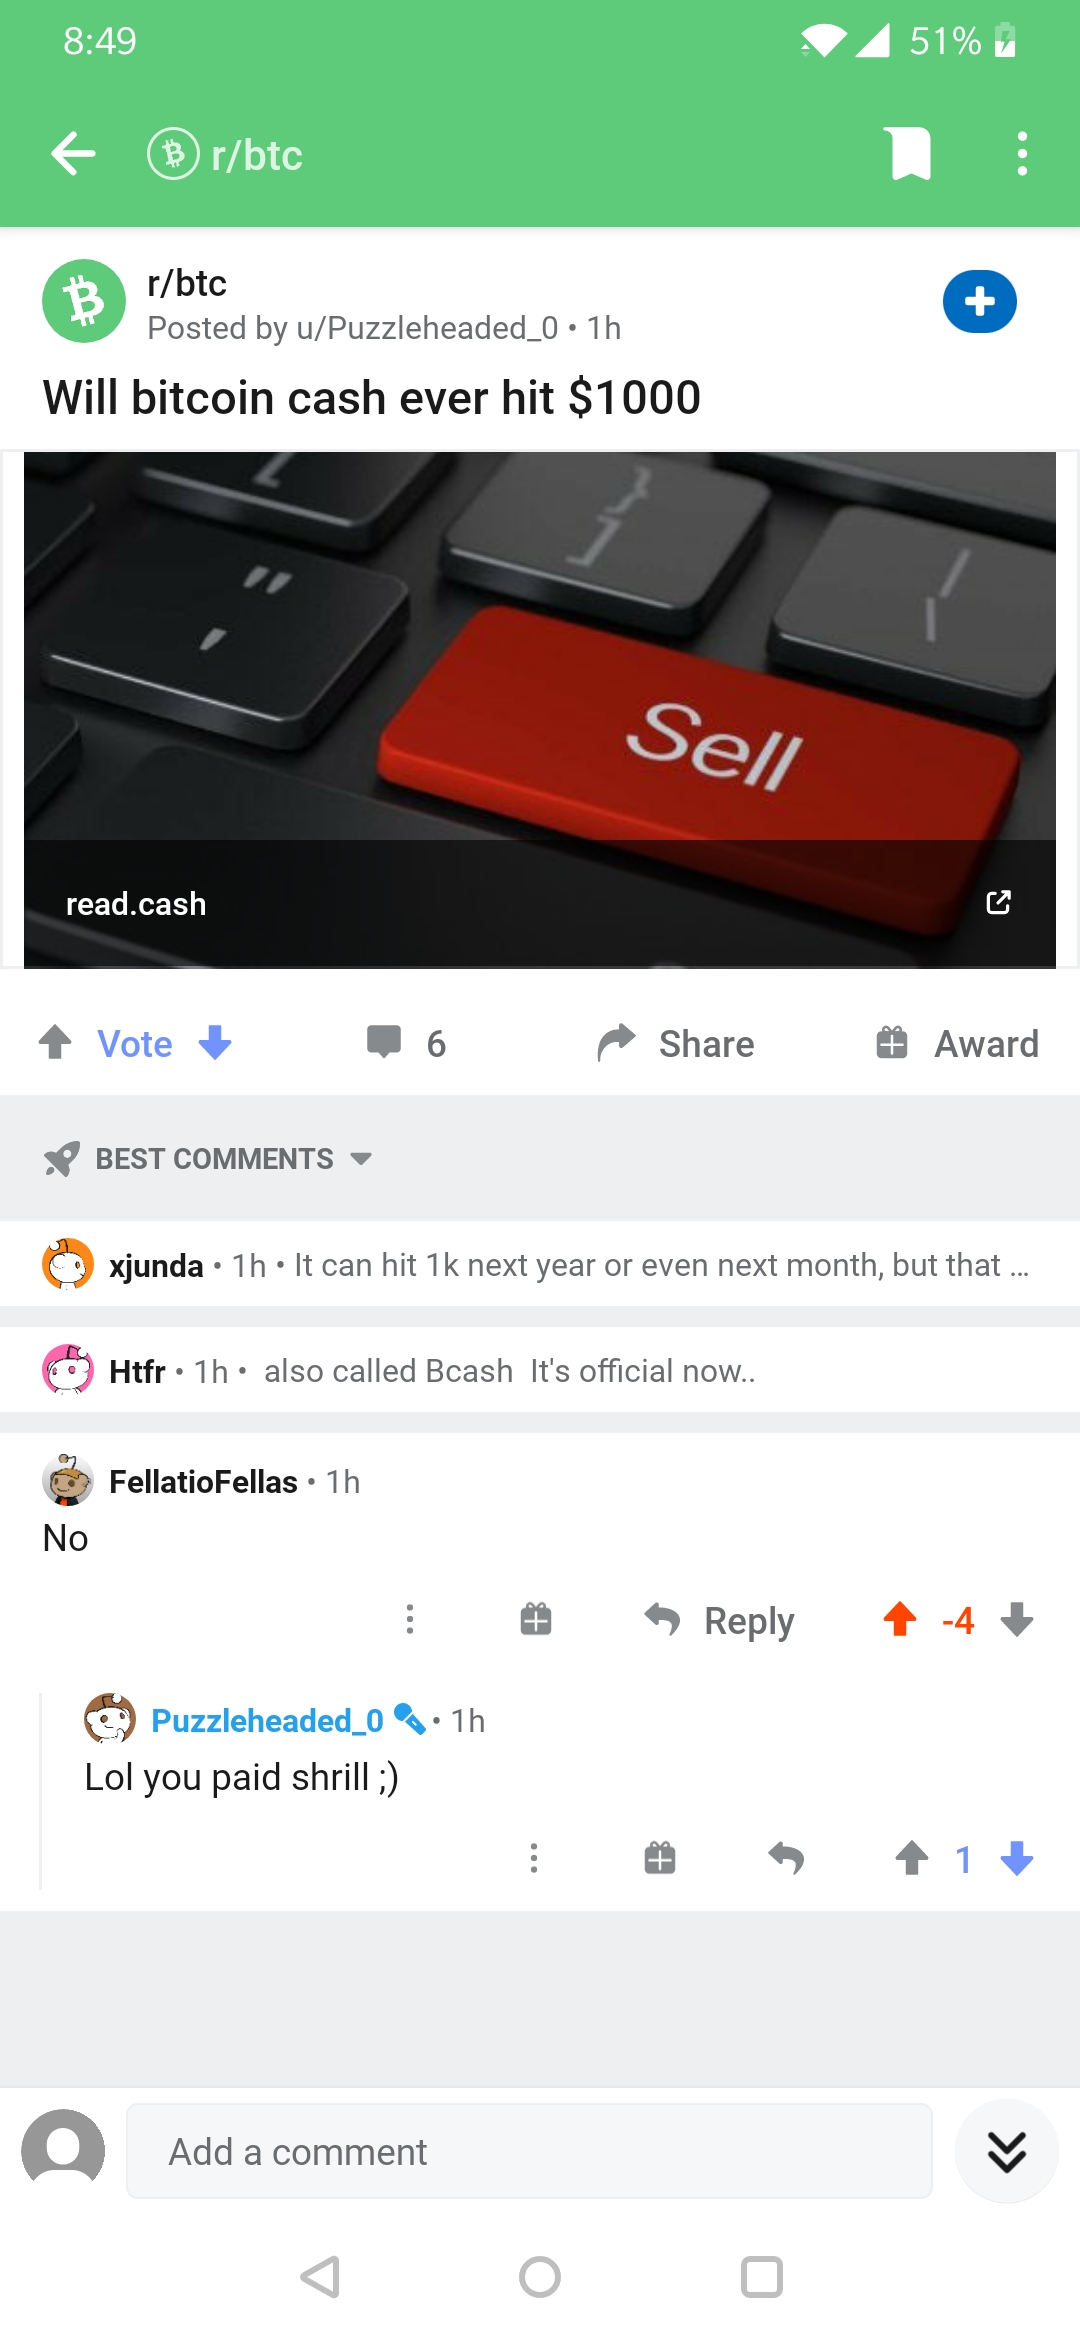 8:49
51%
r/btc
r/btc
Posted by u/Puzzleheaded_0 • 1h
Will bitcoin cash ever hit $1000
}
]
"
'
Sell
read.cash
Vote
6
Share
Award
BEST COMMENTS
xjunda • 1h • It can hit 1k next year or even next month, but that ...
Htfr • 1h • also called Bcash It's official now..
FellatioFellas • 1h
No
Reply
-4
Puzzleheaded_0 • 1h
Lol you paid shrill ;)
1
Add a comment